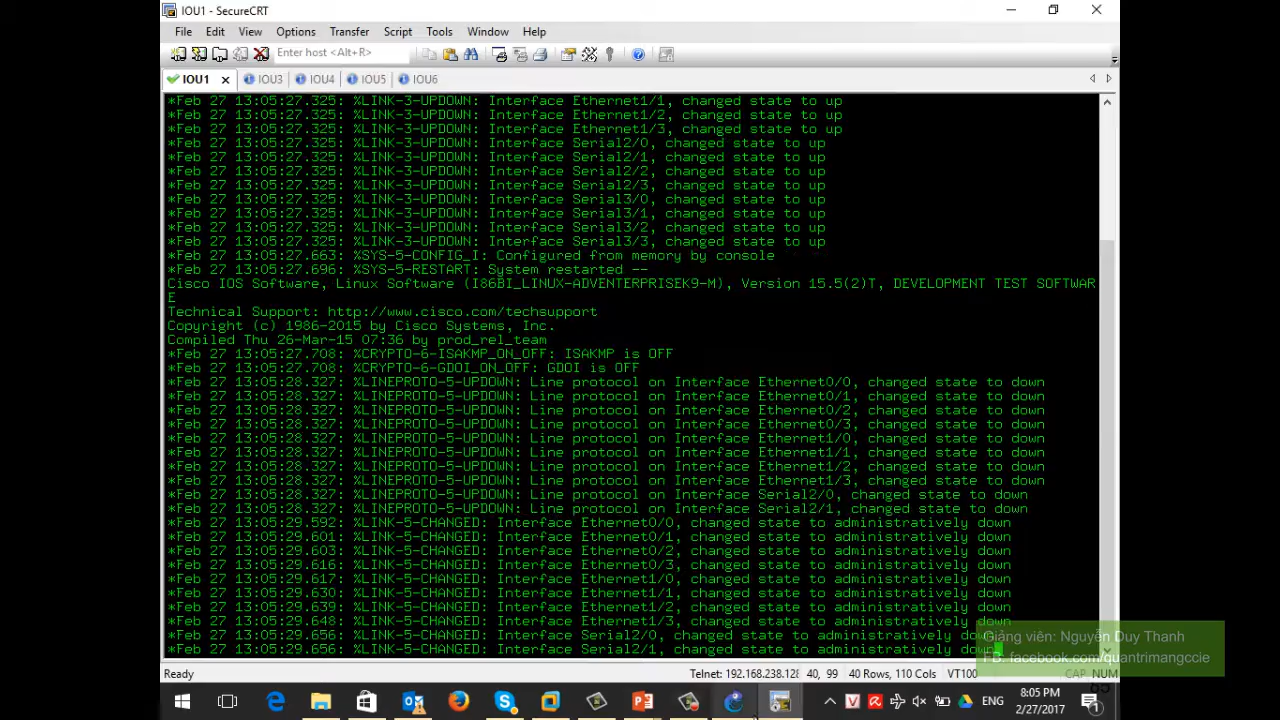 IOU1 - SecureCRT
File Edit View Options Transfer Script Tools Window Help
Enter host <Alt+R>
IOU1 IOU3 IOU4 IOU5 IOU6
*Feb 27 13:05:27.325: %LINK-3-UPDOWN: Interface Ethernet1/1, changed state to up
*Feb 27 13:05:27.325: %LINK-3-UPDOWN: Interface Ethernet1/2, changed state to up
*Feb 27 13:05:27.325: %LINK-3-UPDOWN: Interface Ethernet1/3, changed state to up
*Feb 27 13:05:27.325: %LINK-3-UPDOWN: Interface Serial2/0, changed state to up
*Feb 27 13:05:27.325: %LINK-3-UPDOWN: Interface Serial2/1, changed state to up
*Feb 27 13:05:27.325: %LINK-3-UPDOWN: Interface Serial2/2, changed state to up
*Feb 27 13:05:27.325: %LINK-3-UPDOWN: Interface Serial2/3, changed state to up
*Feb 27 13:05:27.325: %LINK-3-UPDOWN: Interface Serial3/0, changed state to up
*Feb 27 13:05:27.325: %LINK-3-UPDOWN: Interface Serial3/1, changed state to up
*Feb 27 13:05:27.325: %LINK-3-UPDOWN: Interface Serial3/2, changed state to up
*Feb 27 13:05:27.325: %LINK-3-UPDOWN: Interface Serial3/3, changed state to up
*Feb 27 13:05:27.663: %SYS-5-CONFIG_I: Configured from memory by console
*Feb 27 13:05:27.696: %SYS-5-RESTART: System restarted --
Cisco IOS Software, Linux Software (I86BI_LINUX-ADVENTERPRISEK9-M), Version 15.5(2)T, DEVELOPMENT TEST SOFTWAR
E
Technical Support: http://www.cisco.com/techsupport
Copyright (c) 1986-2015 by Cisco Systems, Inc.
Compiled Thu 26-Mar-15 07:36 by prod_rel_team
*Feb 27 13:05:27.708: %CRYPTO-6-ISAKMP_ON_OFF: ISAKMP is OFF
*Feb 27 13:05:27.708: %CRYPTO-6-GDOI_ON_OFF: GDOI is OFF
*Feb 27 13:05:28.327: %LINEPROTO-5-UPDOWN: Line protocol on Interface Ethernet0/0, changed state to down
*Feb 27 13:05:28.327: %LINEPROTO-5-UPDOWN: Line protocol on Interface Ethernet0/1, changed state to down
*Feb 27 13:05:28.327: %LINEPROTO-5-UPDOWN: Line protocol on Interface Ethernet0/2, changed state to down
*Feb 27 13:05:28.327: %LINEPROTO-5-UPDOWN: Line protocol on Interface Ethernet0/3, changed state to down
*Feb 27 13:05:28.327: %LINEPROTO-5-UPDOWN: Line protocol on Interface Ethernet1/0, changed state to down
*Feb 27 13:05:28.327: %LINEPROTO-5-UPDOWN: Line protocol on Interface Ethernet1/1, changed state to down
*Feb 27 13:05:28.327: %LINEPROTO-5-UPDOWN: Line protocol on Interface Ethernet1/2, changed state to down
*Feb 27 13:05:28.327: %LINEPROTO-5-UPDOWN: Line protocol on Interface Ethernet1/3, changed state to down
*Feb 27 13:05:28.327: %LINEPROTO-5-UPDOWN: Line protocol on Interface Serial2/0, changed state to down
*Feb 27 13:05:28.327: %LINEPROTO-5-UPDOWN: Line protocol on Interface Serial2/1, changed state to down
*Feb 27 13:05:29.592: %LINK-5-CHANGED: Interface Ethernet0/0, changed state to administratively down
*Feb 27 13:05:29.601: %LINK-5-CHANGED: Interface Ethernet0/1, changed state to administratively down
*Feb 27 13:05:29.603: %LINK-5-CHANGED: Interface Ethernet0/2, changed state to administratively down
*Feb 27 13:05:29.616: %LINK-5-CHANGED: Interface Ethernet0/3, changed state to administratively down
*Feb 27 13:05:29.617: %LINK-5-CHANGED: Interface Ethernet1/0, changed state to administratively down
*Feb 27 13:05:29.630: %LINK-5-CHANGED: Interface Ethernet1/1, changed state to administratively down
*Feb 27 13:05:29.639: %LINK-5-CHANGED: Interface Ethernet1/2, changed state to administratively down
*Feb 27 13:05:29.648: %LINK-5-CHANGED: Interface Ethernet1/3, changed state to administratively down
*Feb 27 13:05:29.656: %LINK-5-CHANGED: Interface Serial2/0, changed state to administratively down
*Feb 27 13:05:29.656: %LINK-5-CHANGED: Interface Serial2/1, changed state to administratively down
Giảng viên: Nguyễn Duy Thanh
FB: facebook.com/quantrimangccie
Ready Telnet: 192.168.238.128 40, 99 40 Rows, 110 Cols VT100 CAP NUM
ENG 8:05 PM
2/27/2017